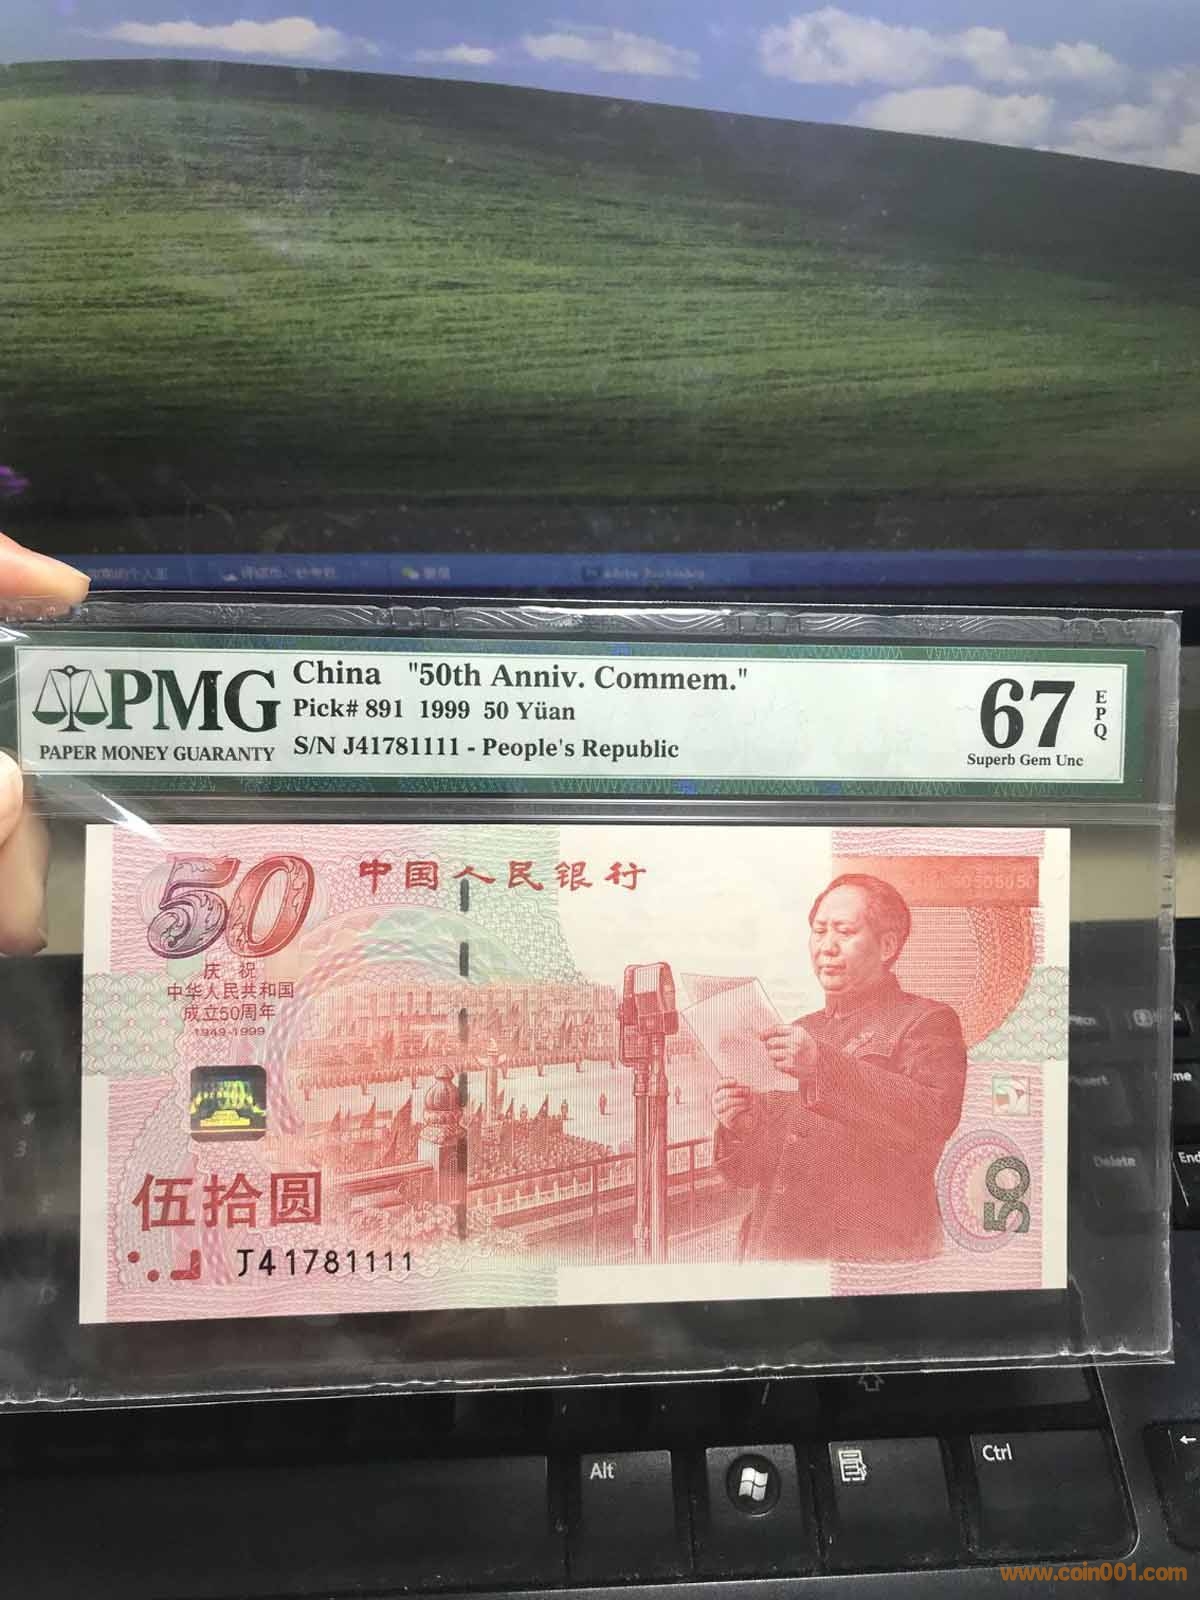 PMG
PAPER MONEY GUARANTY
China "50th Anniv. Commem."
Pick# 891 1999 50 Yüan
S/N J41781111 - People's Republic
67
EPQ
Superb Gem Unc
50
中国人民银行
庆祝
中华人民共和国
成立50周年
1949-1999
伍拾圆
J41781111
50
Delete
End
Alt
Ctrl
www.coin001.com